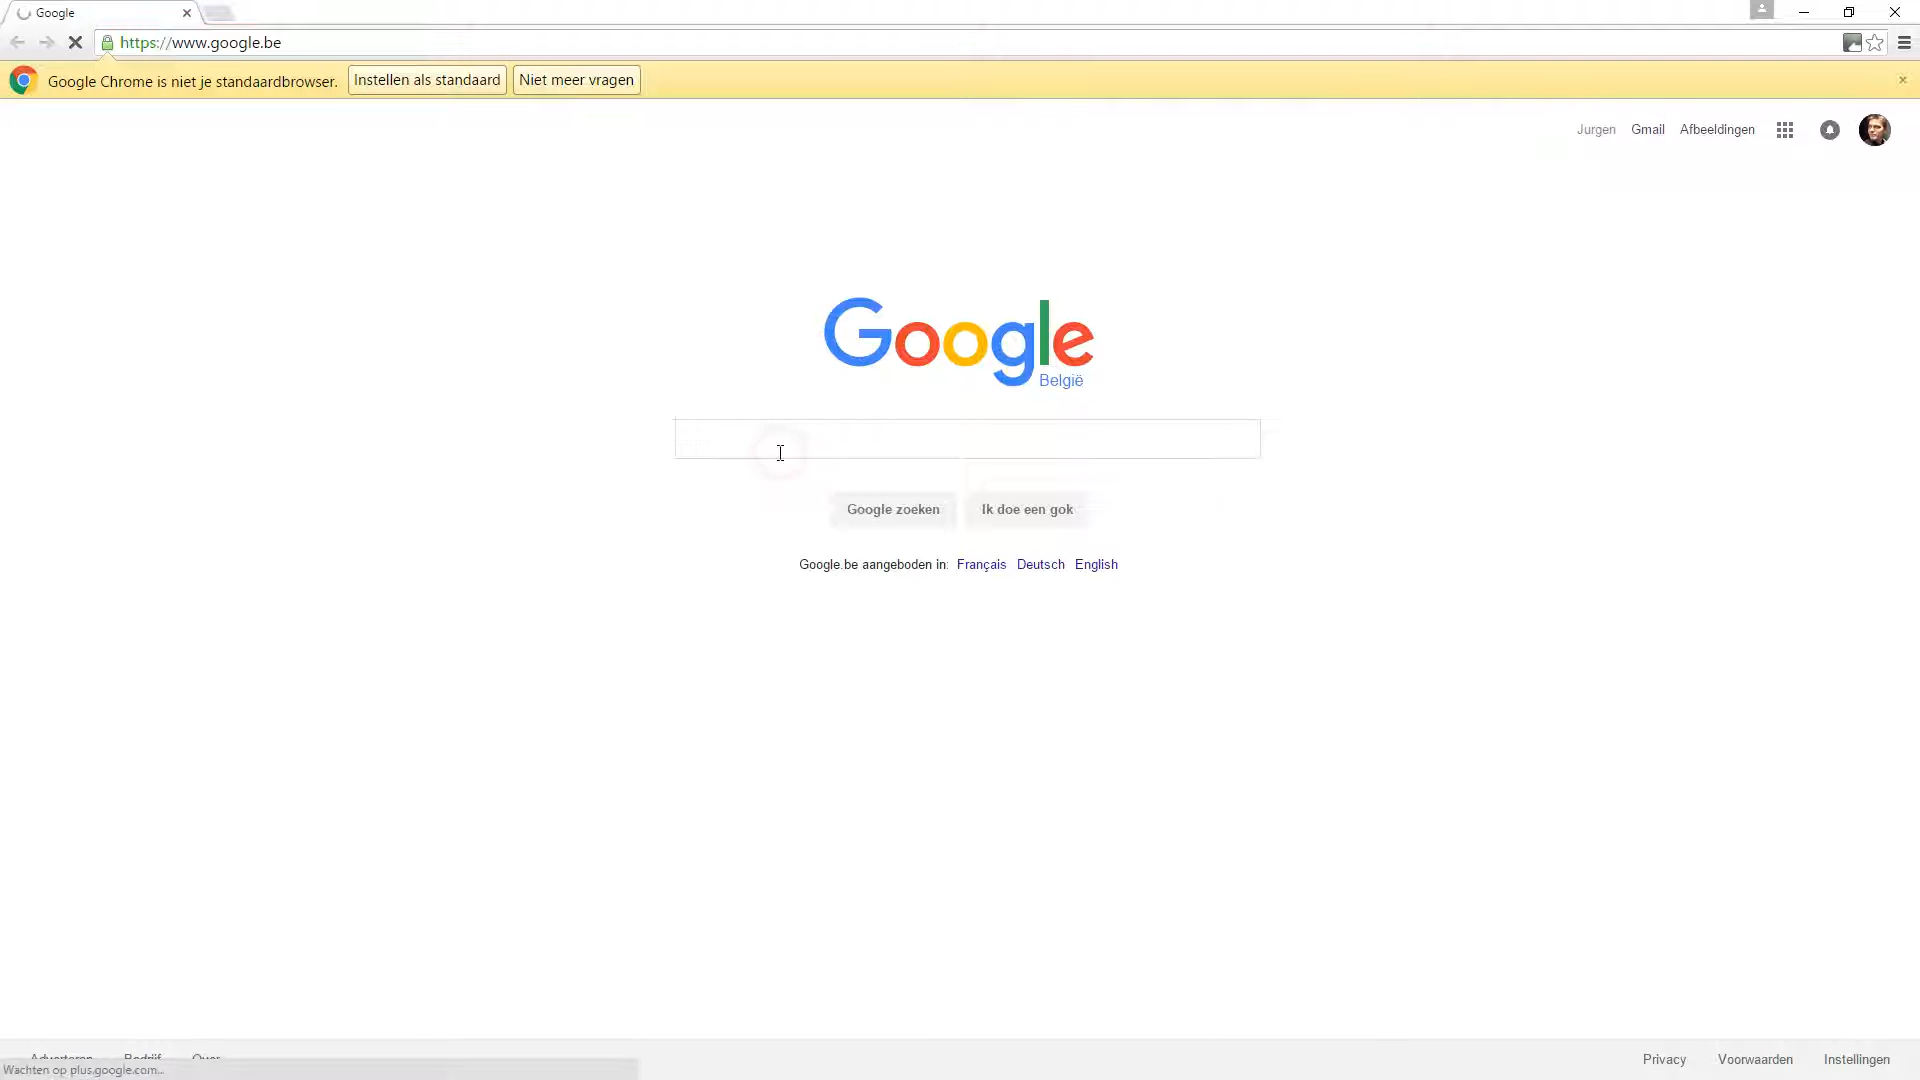 Google
https://www.google.be
Google Chrome is niet je standaardbrowser. Instellen als standaard Niet meer vragen
Jurgen Gmail Afbeeldingen
Google
België
Google zoeken Ik doe een gok
Google.be aangeboden in: Français Deutsch English
Adverteren Bedrijf Over Privacy Voorwaarden Instellingen
Wachten op plus.google.com...